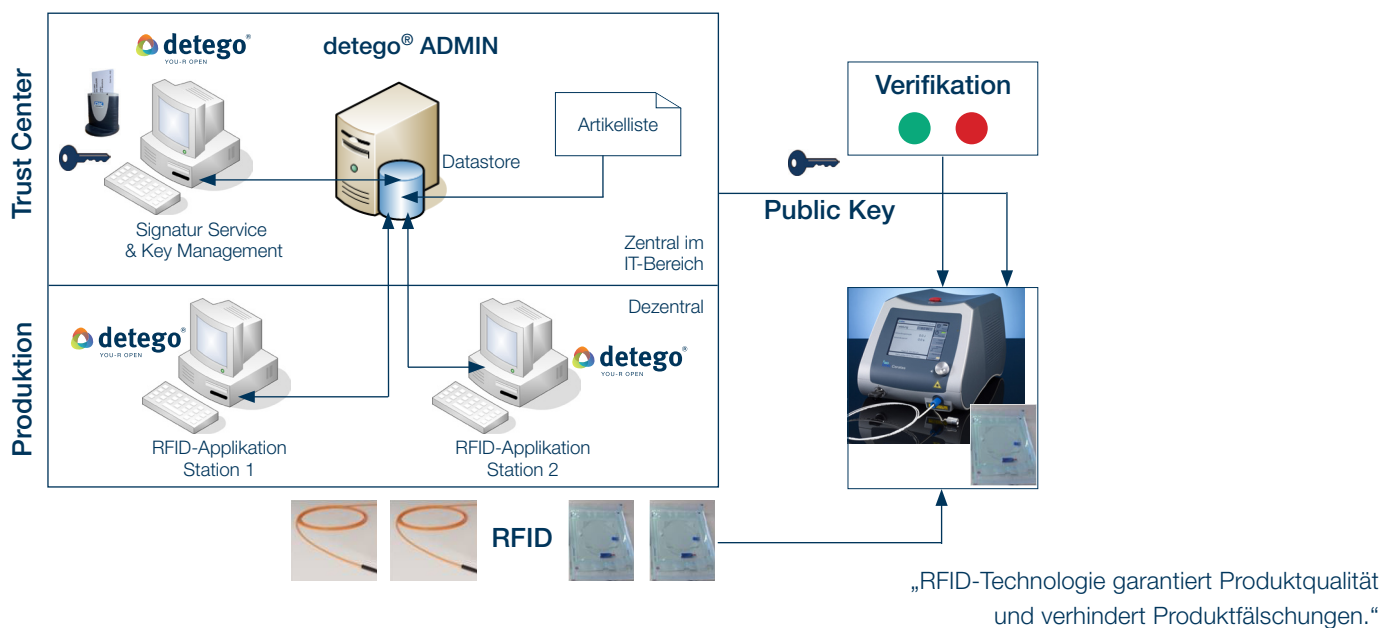 Trust Center
detego®
YOU-R OPEN
detego® ADMIN
Artikelliste
Datastore
Signatur Service
& Key Management
Zentral im
IT-Bereich
Verifikation
Public Key
Produktion
Dezentral
detego®
YOU-R OPEN
RFID-Applikation
Station 1
detego®
YOU-R OPEN
RFID-Applikation
Station 2
RFID
„RFID-Technologie garantiert Produktqualität
und verhindert Produktfälschungen.“